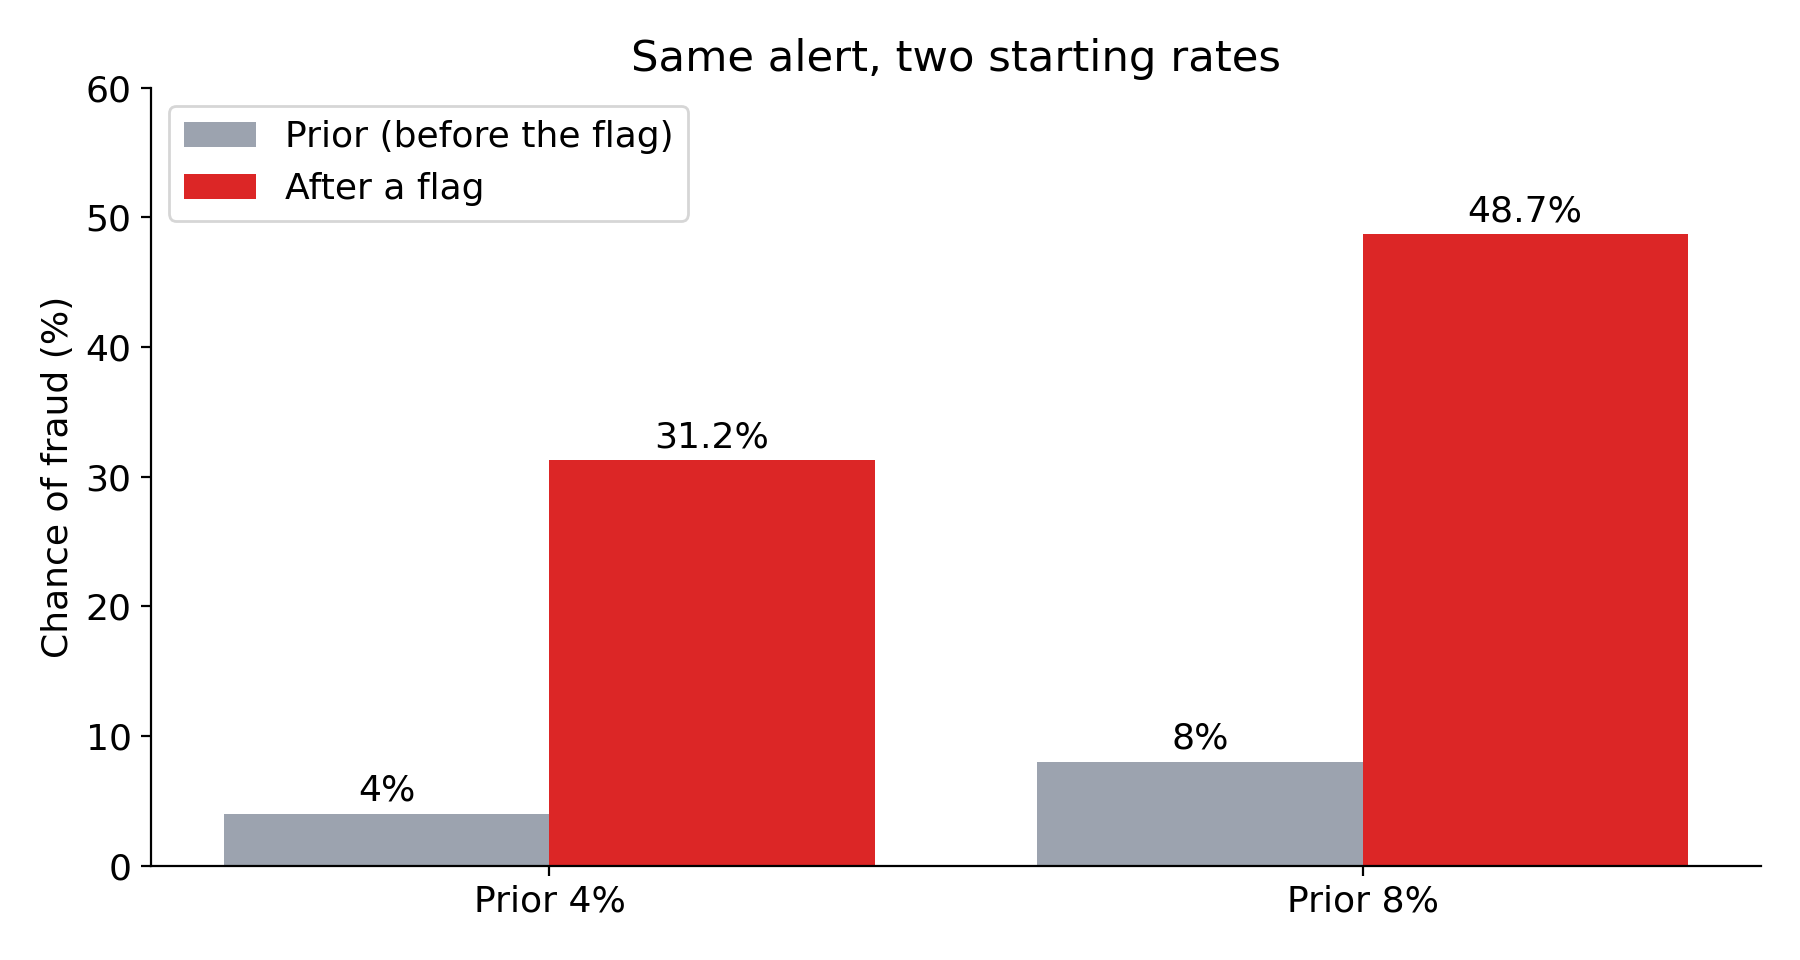 Same alert, two starting rates
Prior (before the flag)
After a flag
Chance of fraud (%)
60
50
40
30
20
10
0
4%
31.2%
8%
48.7%
Prior 4%
Prior 8%